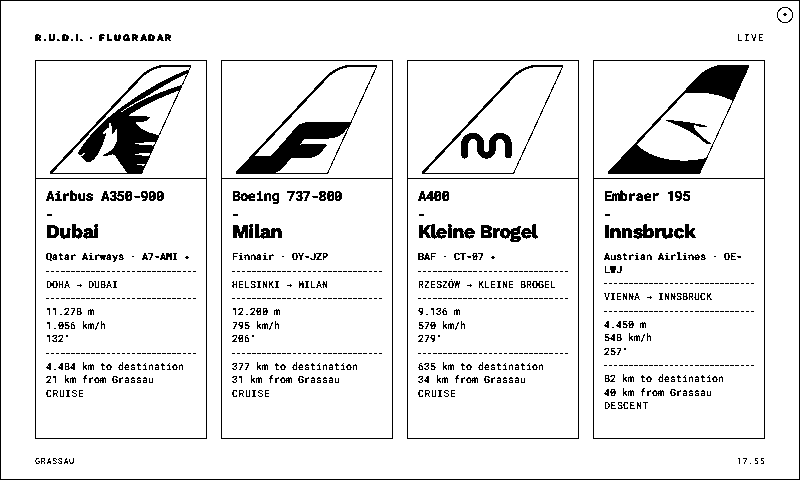 R.U.D.I. · FLUGRADAR
LIVE
Airbus A350-900
–
Dubai
Qatar Airways · A7-AMI ✦
DOHA → DUBAI
11.278 m
1.056 km/h
132°
4.484 km to destination
21 km from Grassau
CRUISE
Boeing 737-800
–
Milan
Finnair · OY-JZP
HELSINKI → MILAN
12.200 m
795 km/h
206°
377 km to destination
31 km from Grassau
CRUISE
A400
–
Kleine Brogel
BAF · CT-07 ✦
RZESZÓW → KLEINE BROGEL
9.136 m
570 km/h
279°
635 km to destination
34 km from Grassau
CRUISE
Embraer 195
–
Innsbruck
Austrian Airlines · OE-
LWJ
VIENNA → INNSBRUCK
4.450 m
548 km/h
257°
82 km to destination
40 km from Grassau
DESCENT
GRASSAU
17.55